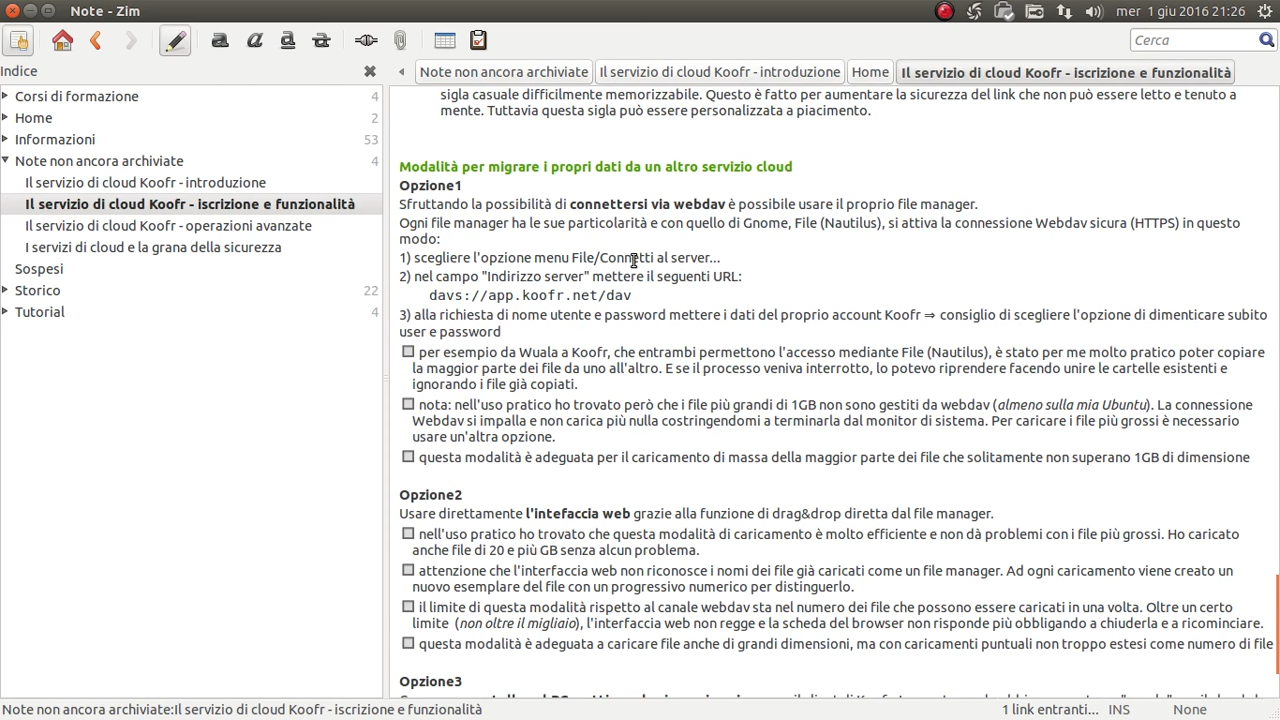 Note - Zim
mer 1 giu 2016 21:26
Cerca
Indice
Note non ancora archiviate
Il servizio di cloud Koofr - introduzione
Home
Il servizio di cloud Koofr - iscrizione e funzionalità
Corsi di formazione 4
Home 2
Informazioni 53
Note non ancora archiviate 4
Il servizio di cloud Koofr - introduzione
Il servizio di cloud Koofr - iscrizione e funzionalità
Il servizio di cloud Koofr - operazioni avanzate
I servizi di cloud e la grana della sicurezza
Sospesi
Storico 22
Tutorial 4
sigla casuale difficilmente memorizzabile. Questo è fatto per aumentare la sicurezza del link che non può essere letto e tenuto a
mente. Tuttavia questa sigla può essere personalizzata a piacimento.
Modalità per migrare i propri dati da un altro servizio cloud
Opzione1
Sfruttando la possibilità di connettersi via webdav è possibile usare il proprio file manager.
Ogni file manager ha le sue particolarità e con quello di Gnome, File (Nautilus), si attiva la connessione Webdav sicura (HTTPS) in questo
modo:
1) scegliere l'opzione menu File/Connetti al server...
2) nel campo "Indirizzo server" mettere il seguenti URL:
davs://app.koofr.net/dav
3) alla richiesta di nome utente e password mettere i dati del proprio account Koofr ⇒ consiglio di scegliere l'opzione di dimenticare subito
user e password
per esempio da Wuala a Koofr, che entrambi permettono l'accesso mediante File (Nautilus), è stato per me molto pratico poter copiare
la maggior parte dei file da uno all'altro. E se il processo veniva interrotto, lo potevo riprendere facendo unire le cartelle esistenti e
ignorando i file già copiati.
nota: nell'uso pratico ho trovato però che i file più grandi di 1GB non sono gestiti da webdav (almeno sulla mia Ubuntu). La connessione
Webdav si impalla e non carica più nulla costringendomi a terminarla dal monitor di sistema. Per caricare i file più grossi è necessario
usare un'altra opzione.
questa modalità è adeguata per il caricamento di massa della maggior parte dei file che solitamente non superano 1GB di dimensione
Opzione2
Usare direttamente l'intefaccia web grazie alla funzione di drag&drop diretta dal file manager.
nell'uso pratico ho trovato che questa modalità di caricamento è molto efficiente e non dà problemi con i file più grossi. Ho caricato
anche file di 20 e più GB senza alcun problema.
attenzione che l'interfaccia web non riconosce i nomi dei file già caricati come un file manager. Ad ogni caricamento viene creato un
nuovo esemplare del file con un progressivo numerico per distinguerlo.
il limite di questa modalità rispetto al canale webdav sta nel numero dei file che possono essere caricati in una volta. Oltre un certo
limite (non oltre il migliaio), l'interfaccia web non regge e la scheda del browser non risponde più obbligando a chiuderla e a ricominciare.
questa modalità è adeguata a caricare file anche di grandi dimensioni, ma con caricamenti puntuali non troppo estesi come numero di file
Opzione3
Note non ancora archiviate:Il servizio di cloud Koofr - iscrizione e funzionalità
1 link entranti... INS None